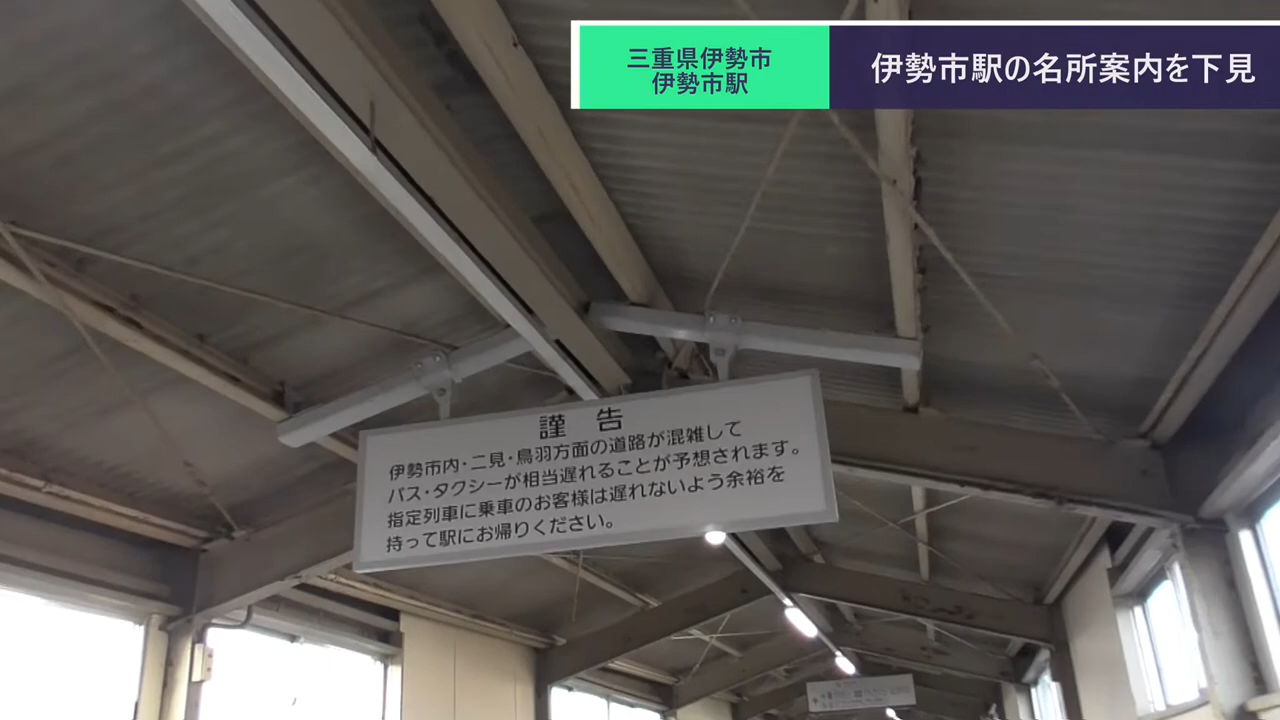 三重県伊勢市
伊勢市駅
伊勢市駅の名所案内を下見
謹 告
伊勢市内・二見・鳥羽方面の道路が混雑して
バス・タクシーが相当遅れることが予想されます。
指定列車に乗車のお客様は遅れないよう余裕を
持って駅にお帰りください。